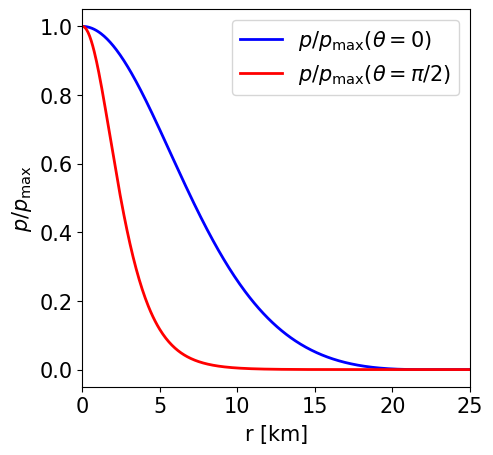 p/p_max(θ = 0)
p/p_max(θ = π/2)
p/p_max
1.0
0.8
0.6
0.4
0.2
0.0
0 5 10 15 20 25
r [km]